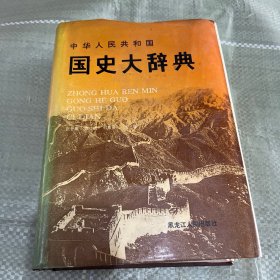 中华人民共和国
国史大辞典
ZHONG HUA REN MIN
GONG HE GUO
GUO SHI DA
CI DIAN
黑龙江人民出版社